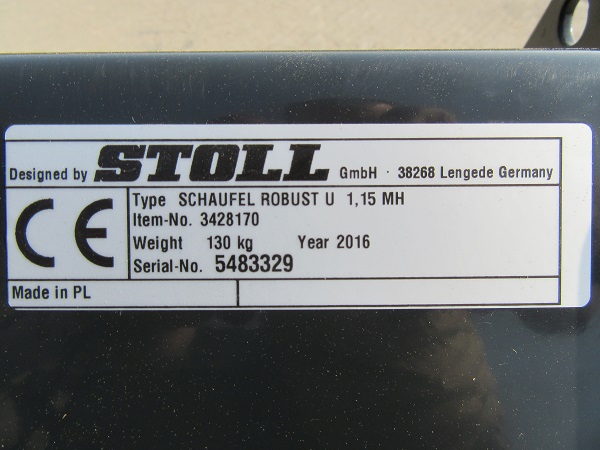 Designed by STOLL GmbH · 38268 Lengede Germany
CE
Type SCHAUFEL ROBUST U 1,15 MH
Item-No. 3428170
Weight 130 kg Year 2016
Serial-No. 5483329
Made in PL